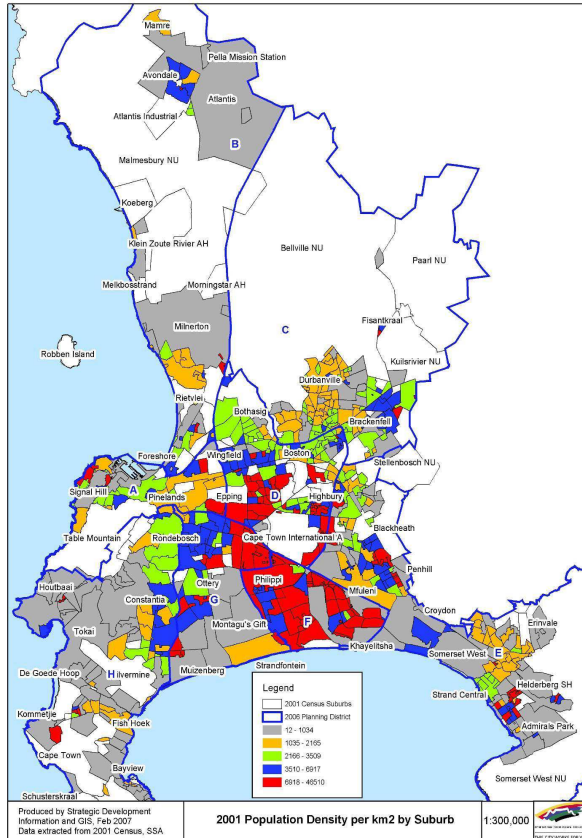 Mamre
Pella Mission Station
Avondale
Atlantis
Atlantis Industrial
B
Malmesbury NU
Koeberg
Klein Zoute Rivier AH
Bellville NU
Paarl NU
Melkbosstrand
Morningstar AH
Fisantkraal
C
Milnerton
Robben Island
Kuilsrivier NU
Durbanville
Rietvlei
Bothasig
Brackenfell
Foreshore
Wingfield
Boston
Stellenbosch NU
Signal Hill
A
Pinelands
Epping
D
Highbury
Table Mountain
Rondebosch
Cape Town International A
Blackheath
Houtbaai
Ottery
Philippi
Penhill
Constantia
G
Mfuleni
Croydon
Tokai
Montagu's Gift
F
Erinvale
Khayelitsha
Somerset West
E
De Goede Hoop
H
Hilvermine
Muizenberg
Strandfontein
Helderberg SH
Strand Central
Kommetjie
Fish Hoek
Admirals Park
Cape Town
Bayview
Somerset West NU
Schusterskraal
Legend
2001 Census Suburbs
2006 Planning District
12 - 1034
1035 - 2165
2166 - 3509
3510 - 6917
6918 - 46510
Produced by Strategic Development
Information and GIS, Feb 2007
Data extracted from 2001 Census, SSA
2001 Population Density per km2 by Suburb
1:300,000